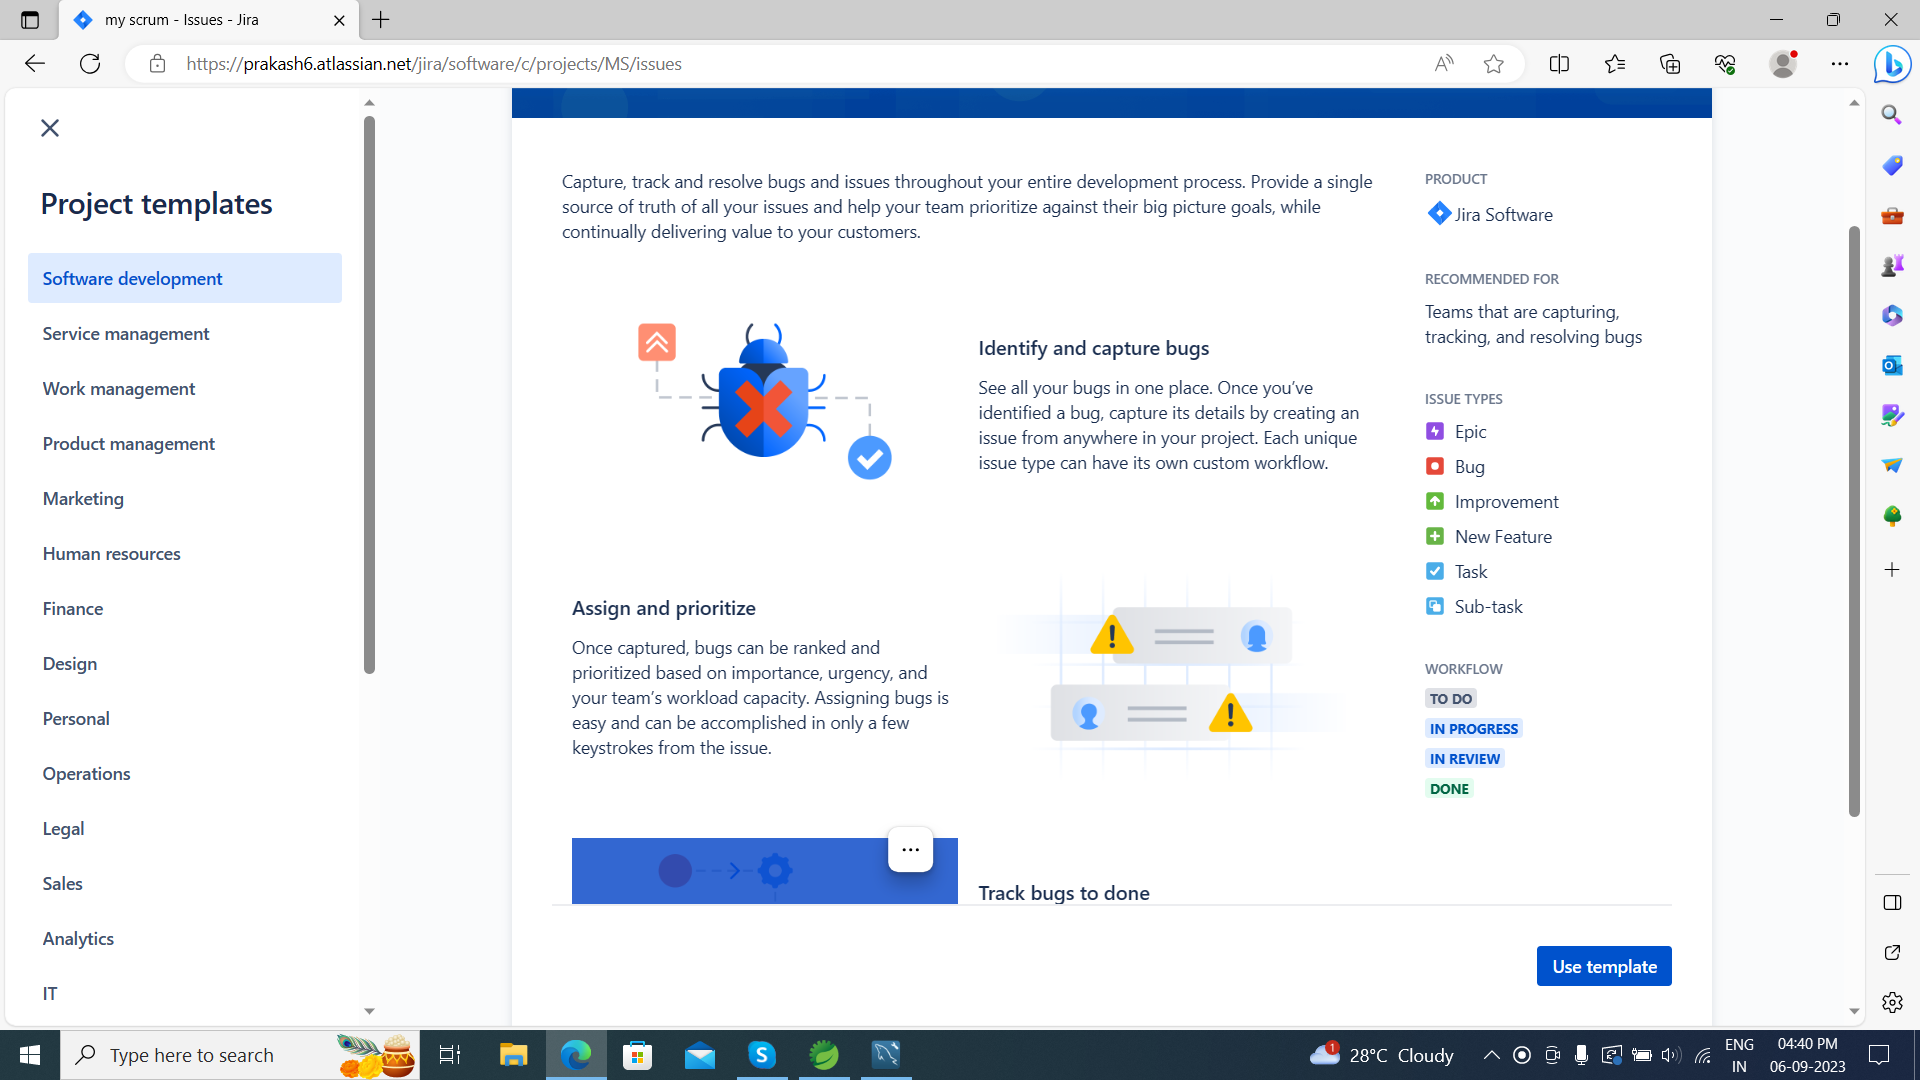 my scrum - Issues - Jira
https://prakash6.atlassian.net/jira/software/c/projects/MS/issues
Project templates
Software development
Service management
Work management
Product management
Marketing
Human resources
Finance
Design
Personal
Operations
Legal
Sales
Analytics
IT
Capture, track and resolve bugs and issues throughout your entire development process. Provide a single
source of truth of all your issues and help your team prioritize against their big picture goals, while
continually delivering value to your customers.
Identify and capture bugs
See all your bugs in one place. Once you’ve
identified a bug, capture its details by creating an
issue from anywhere in your project. Each unique
issue type can have its own custom workflow.
Assign and prioritize
Once captured, bugs can be ranked and
prioritized based on importance, urgency, and
your team’s workload capacity. Assigning bugs is
easy and can be accomplished in only a few
keystrokes from the issue.
Track bugs to done
PRODUCT
Jira Software
RECOMMENDED FOR
Teams that are capturing,
tracking, and resolving bugs
ISSUE TYPES
Epic
Bug
Improvement
New Feature
Task
Sub-task
WORKFLOW
TO DO
IN PROGRESS
IN REVIEW
DONE
Use template
Type here to search
1
28°C Cloudy
ENG
IN
04:40 PM
06-09-2023